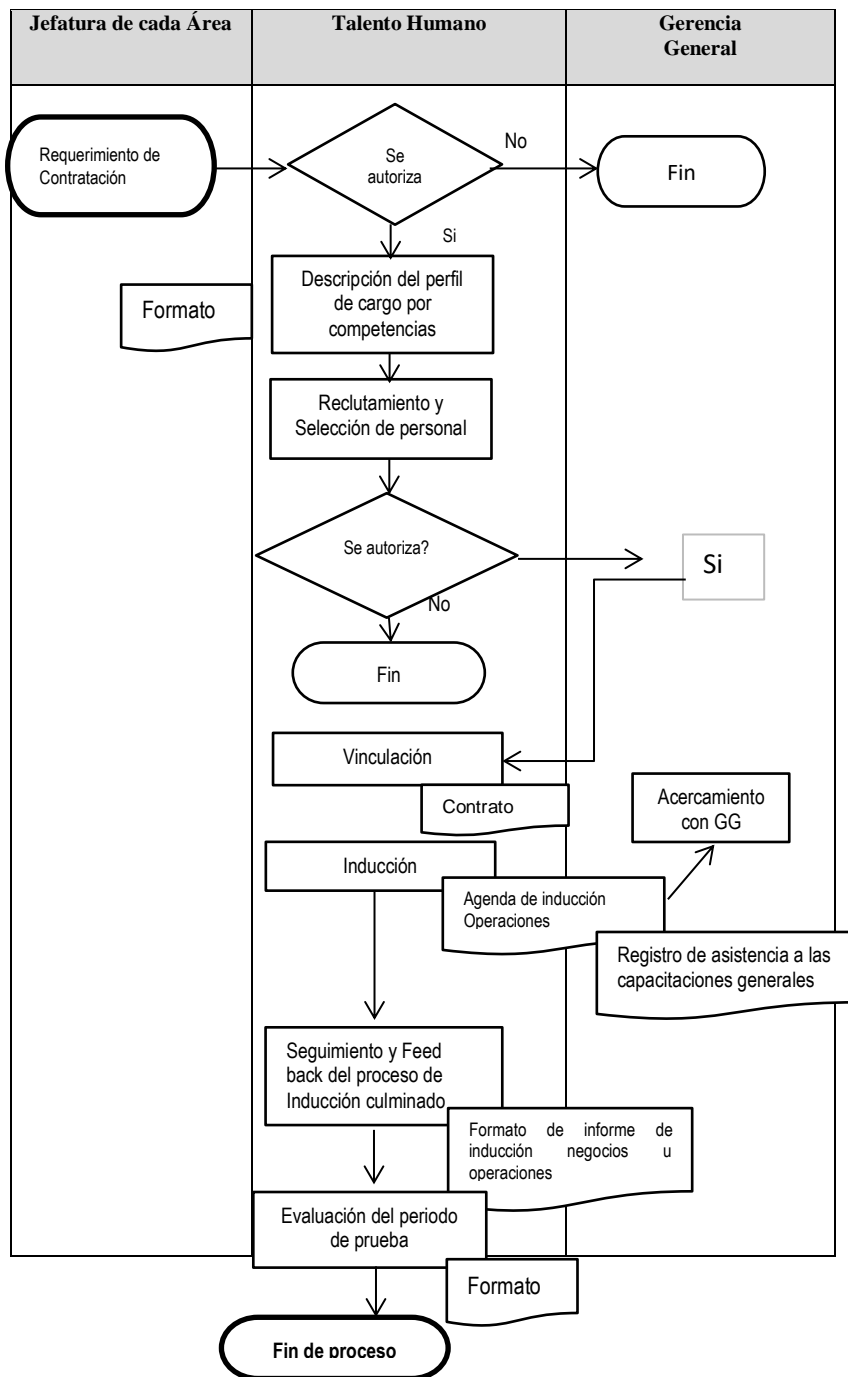 Jefatura de cada Área
Talento Humano
Gerencia
General
Requerimiento de
Contratación
Se
autoriza
No
Fin
Si
Formato
Descripción del perfil
de cargo por
competencias
Reclutamiento y
Selección de personal
Se autoriza?
Si
No
Fin
Vinculación
Contrato
Acercamiento
con GG
Inducción
Agenda de inducción
Operaciones
Registro de asistencia a las
capacitaciones generales
Seguimiento y Feed
back del proceso de
Inducción culminado
Formato de informe de
inducción negocios u
operaciones
Evaluación del periodo
de prueba
Formato
Fin de proceso